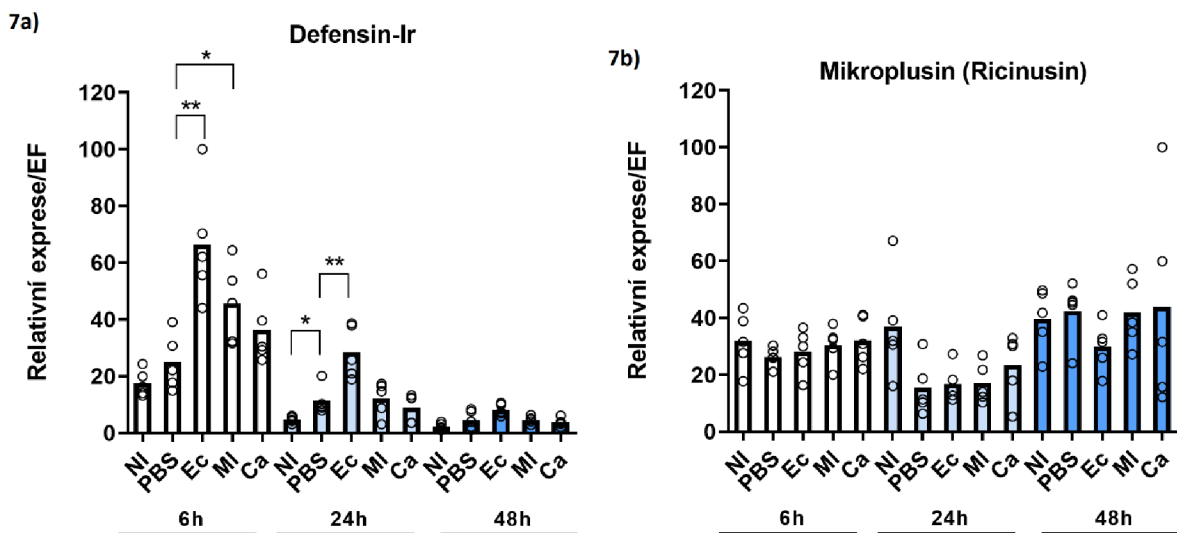 7a)
Defensin-Ir
*
**
**
*
Relativní exprese/EF
120
100
80
60
40
20
0
NI PBS Ec Ml Ca NI PBS Ec Ml Ca NI PBS Ec Ml Ca
6h 24h 48h
7b)
Mikroplusin (Ricinusin)
Relativní exprese/EF
120
100
80
60
40
20
0
NI PBS Ec Ml Ca NI PBS Ec Ml Ca NI PBS Ec Ml Ca
6h 24h 48h